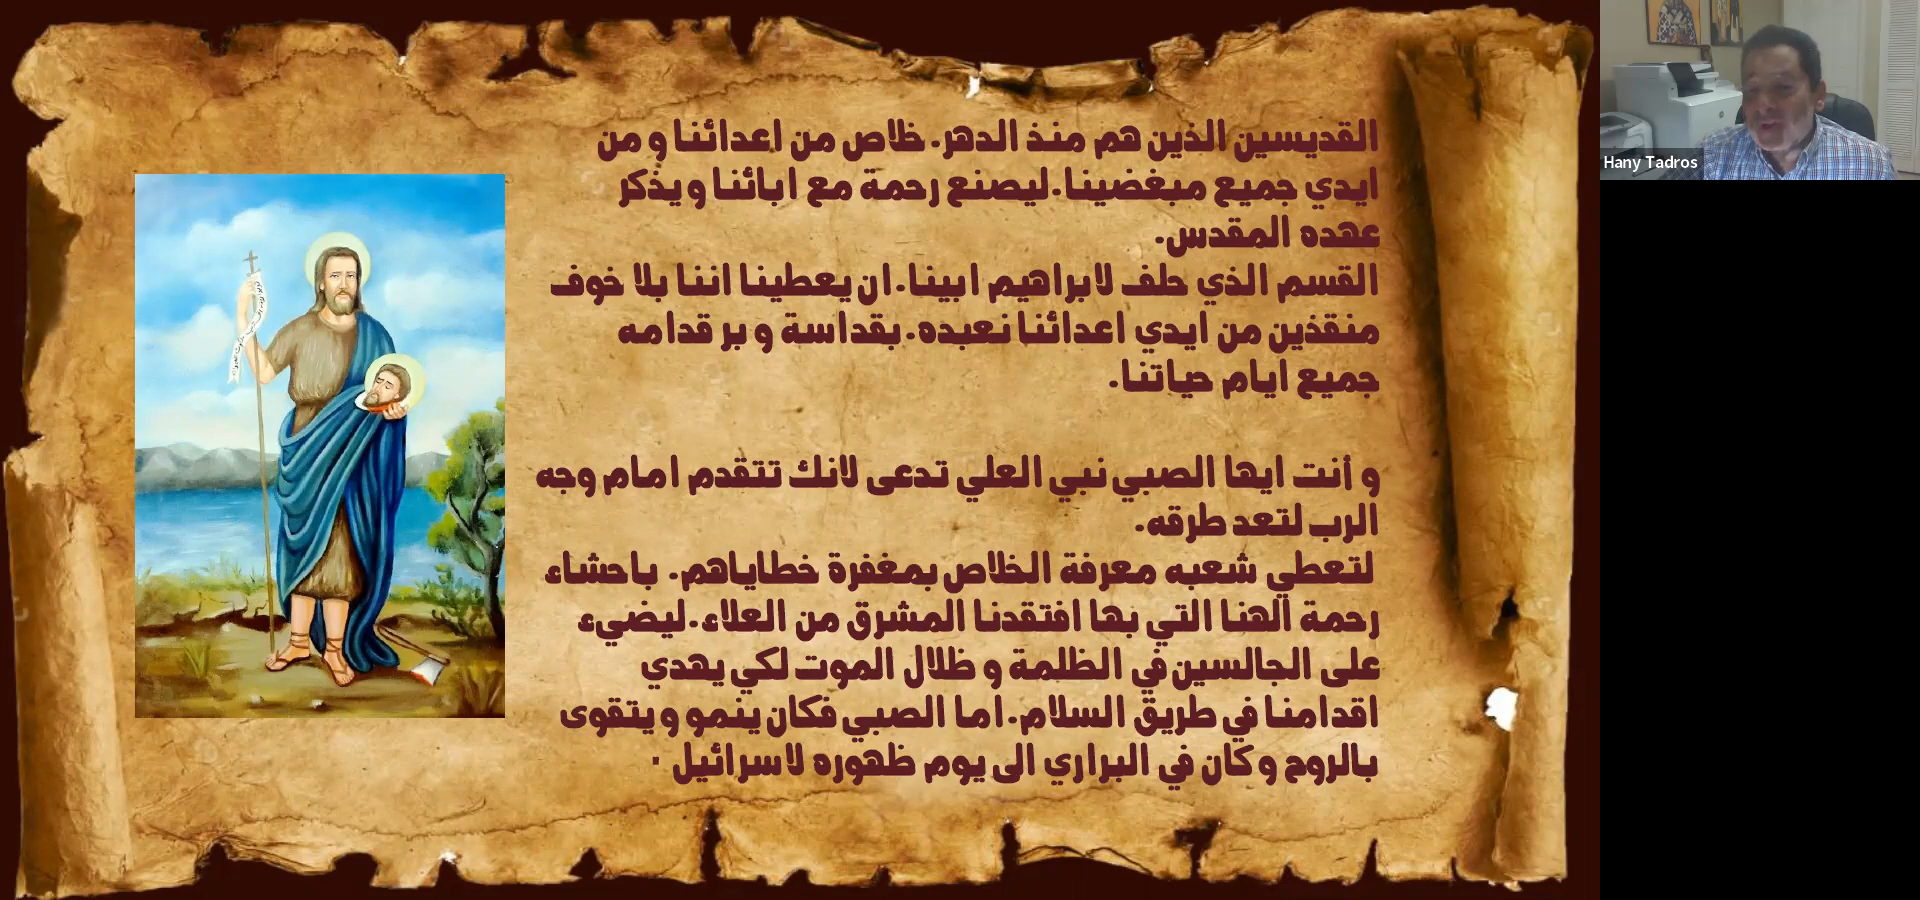 القديسين الذين هم منذ الدهر. خلاص من اعدائنا و من
ايدي جميع مبغضينا. ليصنع رحمة مع ابائنا و يذكر
عهده المقدس.
القسم الذي حلف لابراهيم ابينا. ان يعطينا اننا بلا خوف
منقذين من ايدي اعدائنا نعبده. بقداسة و بر قدامه
جميع ايام حياتنا.
و أنت ايها الصبي نبي العلي تدعى لانك تتقدم امام وجه
الرب لتعد طرقه.
لتعطي شعبه معرفة الخلاص بمغفرة خطاياهم. باحشاء
رحمة الهنا التي بها افتقدنا المشرق من العلاء. ليضيء
على الجالسين في الظلمة و ظلال الموت لكي يهدي
اقدامنا في طريق السلام. اما الصبي فكان ينمو و يتقوى
بالروح و كان في البراري الى يوم ظهوره لاسرائيل .
Hany Tadros